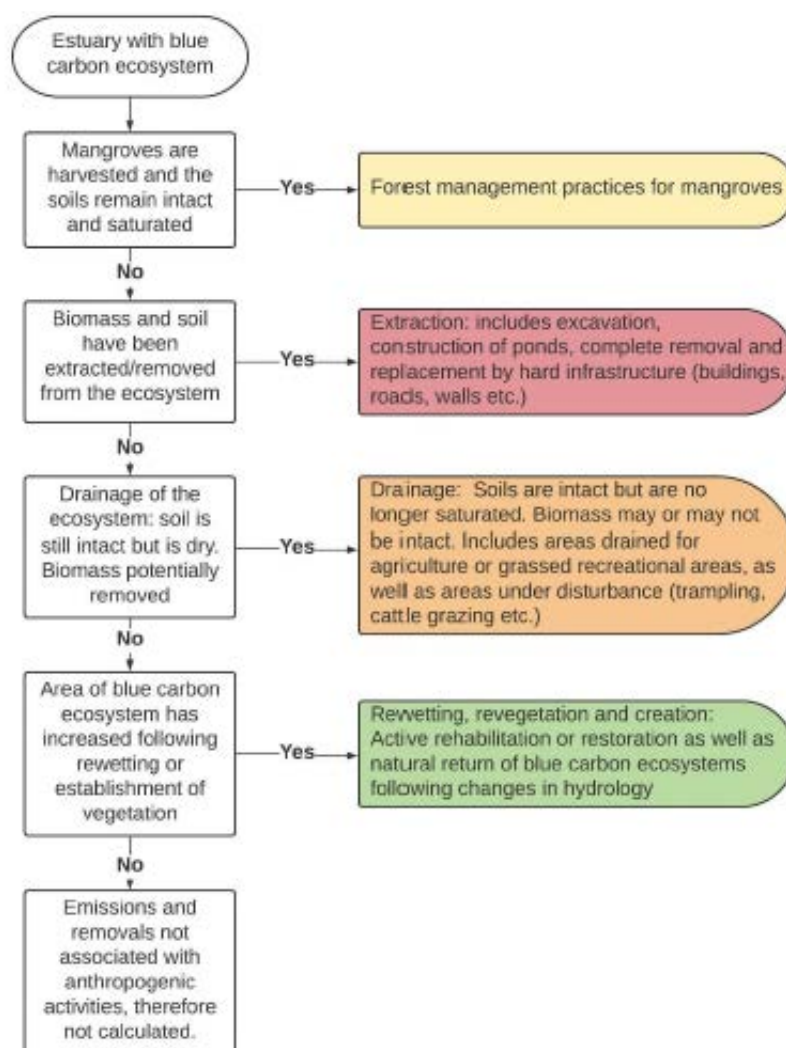 Estuary with blue
carbon ecosystem
Mangroves are
harvested and the
soils remain intact
and saturated
Yes
Forest management practices for mangroves
No
Biomass and soil
have been
extracted/removed
from the ecosystem
Yes
Extraction: includes excavation,
construction of ponds, complete removal and
replacement by hard infrastructure (buildings,
roads, walls etc.)
No
Drainage of the
ecosystem: soil is
still intact but is dry.
Biomass potentially
removed
Yes
Drainage: Soils are intact but are no
longer saturated. Biomass may or may not
be intact. Includes areas drained for
agriculture or grassed recreational areas, as
well as areas under disturbance (trampling,
cattle grazing etc.)
No
Area of blue carbon
ecosystem has
increased following
rewetting or
establishment of
vegetation
Yes
Rewetting, revegetation and creation:
Active rehabilitation or restoration as well as
natural return of blue carbon ecosystems
following changes in hydrology
No
Emissions and
removals not
associated with
anthropogenic
activities, therefore
not calculated.